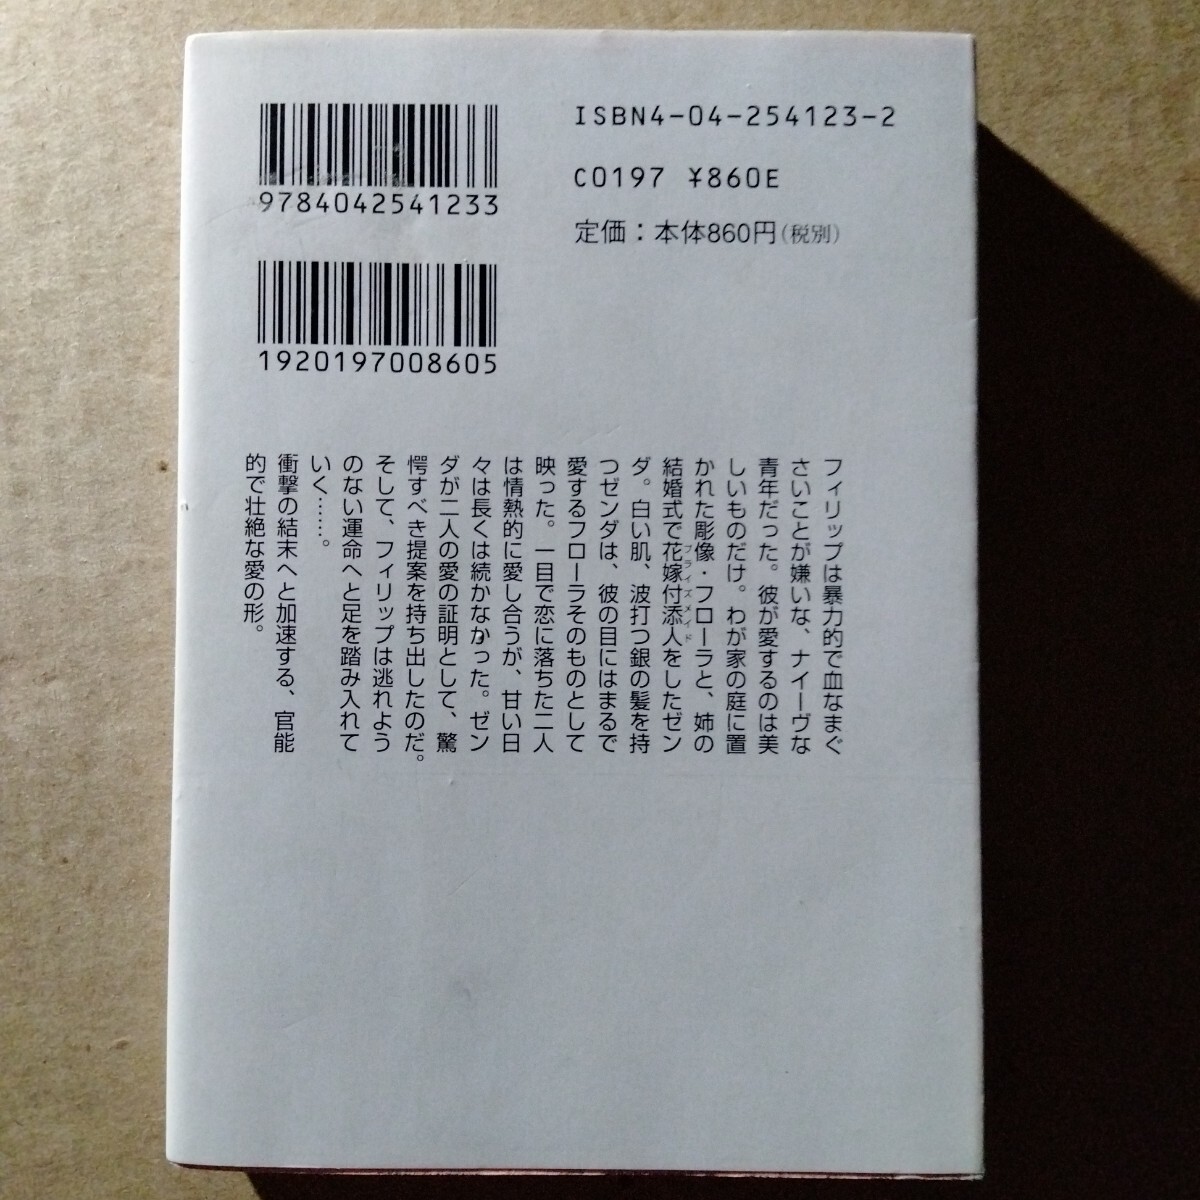 9784042541233
1920197008605
ISBN4-04-254123-2
C0197 ¥860E
定価：本体860円(税別)
フィリップは暴力的で血なまぐ
さいことが嫌いな、ナイーヴな
青年だった。彼が愛するのは美
しいものだけ。わが家の庭に置
かれた彫像・フローラと、姉の
結婚式で花嫁付添人をしたゼン
ブライズメイド
ダ。白い肌、波打つ銀の髪を持
つゼンダは、彼の目にはまるで
愛するフローラそのものとして
映った。一目で恋に落ちた二人
は情熱的に愛し合うが、甘い日
々は長くは続かなかった。ゼン
ダが二人の愛の証明として、驚
愕すべき提案を持ち出したのだ。
そして、フィリップは逃れよう
のない運命へと足を踏み入れて
いく……。
衝撃の結末へと加速する、官能
的で壮絶な愛の形。